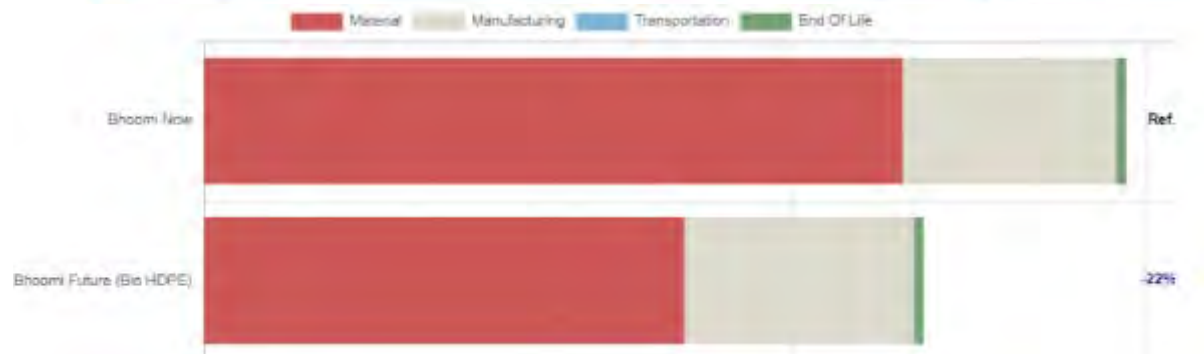 Material Manufacturing Transportation End Of Life
Bhoomi Now Ref.
Bhoomi Future (Bio HDPE) -22%